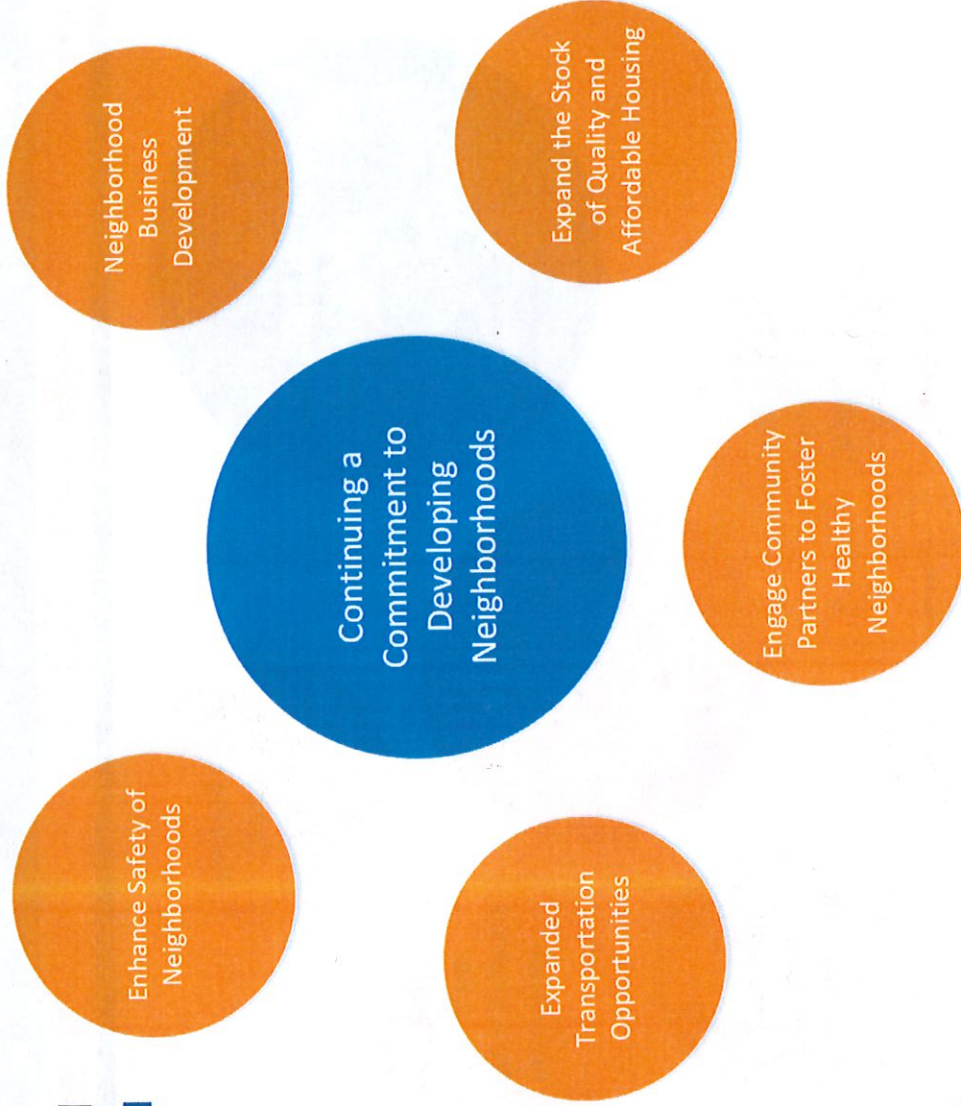 Enhance Safety of
Neighborhoods
Neighborhood
Business
Development
Continuing a
Commitment to
Developing
Neighborhoods
Expanded
Transportation
Opportunities
Expand the Stock
of Quality and
Affordable Housing
Engage Community
Partners to Foster
Healthy
Neighborhoods